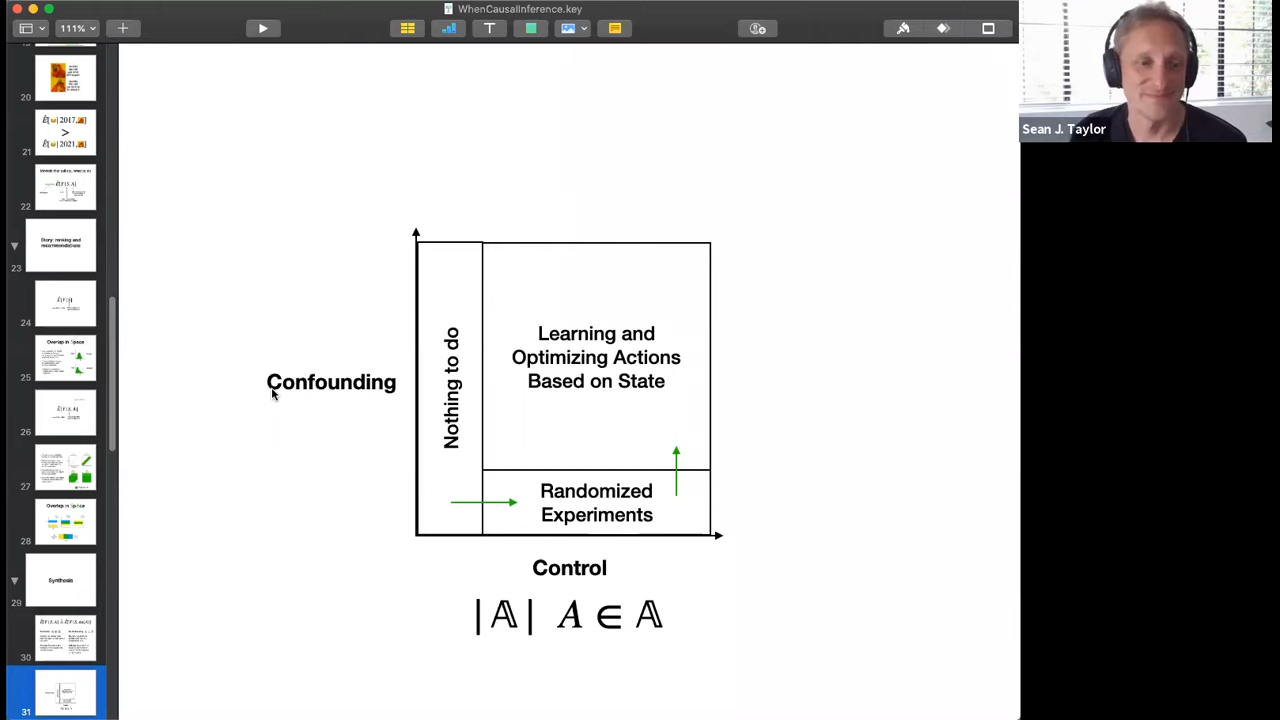 WhenCausalInference.key
111%
T
Sean J. Taylor
20
Ê[ | 2017, ]
>
Ê[ | 2021, ]
21
22
Story: ranking and
recommendations
23
24
Overlap in Space
25
26
27
Overlap in Space
28
Synthesis
29
30
31
Confounding
Nothing to do
Learning and
Optimizing Actions
Based on State
Randomized
Experiments
Control
|𝔸| A ∈ 𝔸